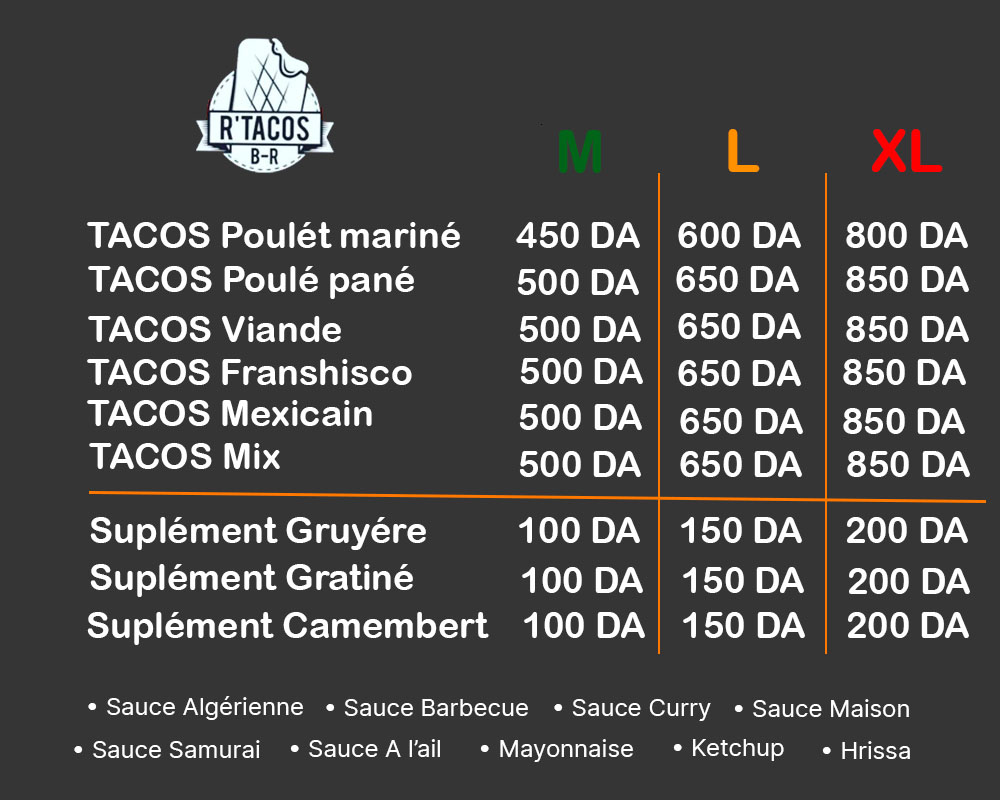 R'TACOS
B-R
M L XL
TACOS Poulét mariné 450 DA 600 DA 800 DA
TACOS Poulé pané 500 DA 650 DA 850 DA
TACOS Viande 500 DA 650 DA 850 DA
TACOS Franshisco 500 DA 650 DA 850 DA
TACOS Mexicain 500 DA 650 DA 850 DA
TACOS Mix 500 DA 650 DA 850 DA
Suplément Gruyére 100 DA 150 DA 200 DA
Suplément Gratiné 100 DA 150 DA 200 DA
Suplément Camembert 100 DA 150 DA 200 DA
• Sauce Algérienne • Sauce Barbecue • Sauce Curry • Sauce Maison
• Sauce Samurai • Sauce A l'ail • Mayonnaise • Ketchup • Hrissa